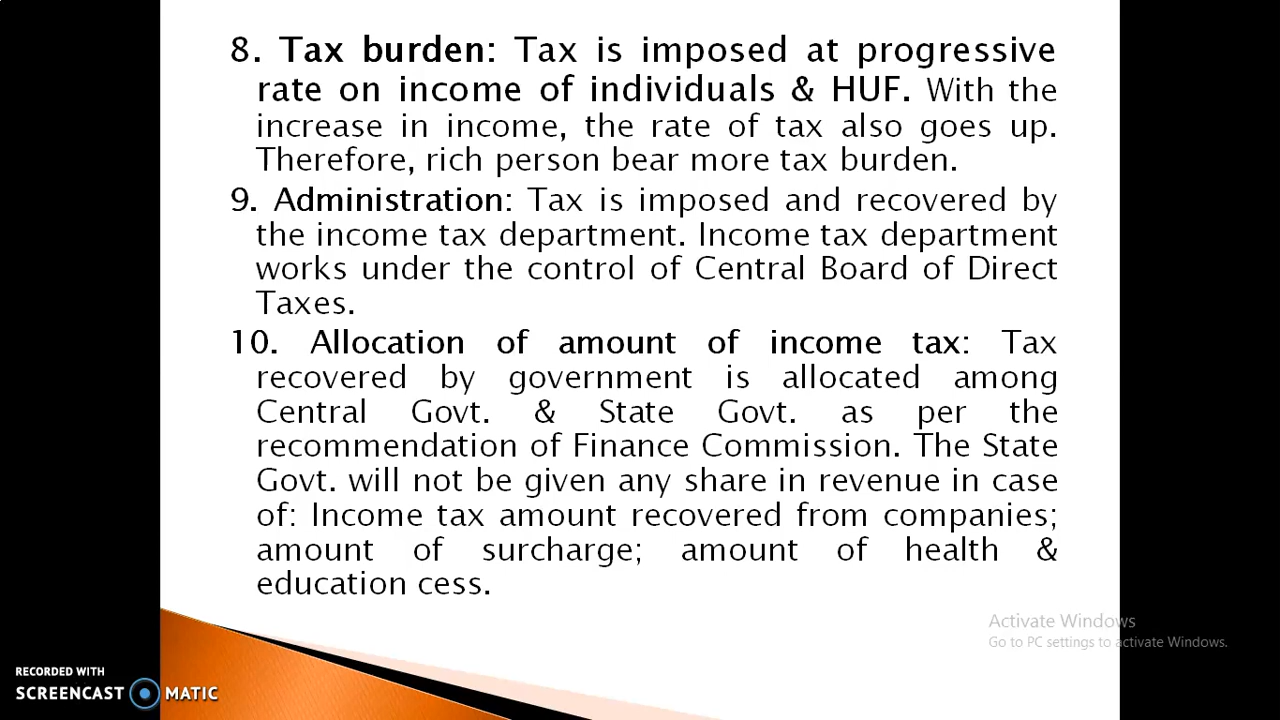 8. Tax burden: Tax is imposed at progressive
rate on income of individuals & HUF. With the
increase in income, the rate of tax also goes up.
Therefore, rich person bear more tax burden.
9. Administration: Tax is imposed and recovered by
the income tax department. Income tax department
works under the control of Central Board of Direct
Taxes.
10. Allocation of amount of income tax: Tax
recovered by government is allocated among
Central Govt. & State Govt. as per the
recommendation of Finance Commission. The State
Govt. will not be given any share in revenue in case
of: Income tax amount recovered from companies;
amount of surcharge; amount of health &
education cess.
Activate Windows
Go to PC settings to activate Windows.
RECORDED WITH
SCREENCAST MATIC